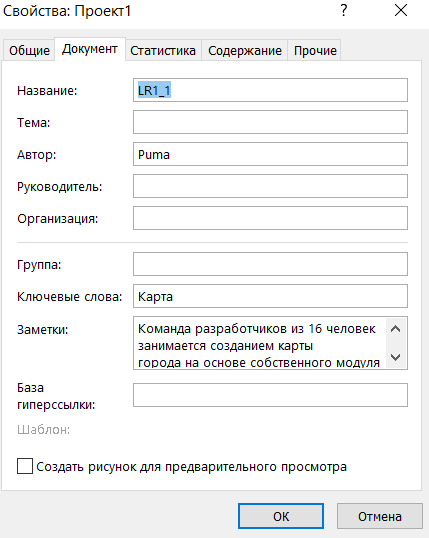 Свойства: Проект1
?
Общие Документ Статистика Содержание Прочие
Название: LR1_1
Тема:
Автор: Puma
Руководитель:
Организация:
Группа:
Ключевые слова: Карта
Заметки: Команда разработчиков из 16 человек
занимается созданием карты
города на основе собственного модуля
База
гиперссылки:
Шаблон:
Создать рисунок для предварительного просмотра
ОК Отмена